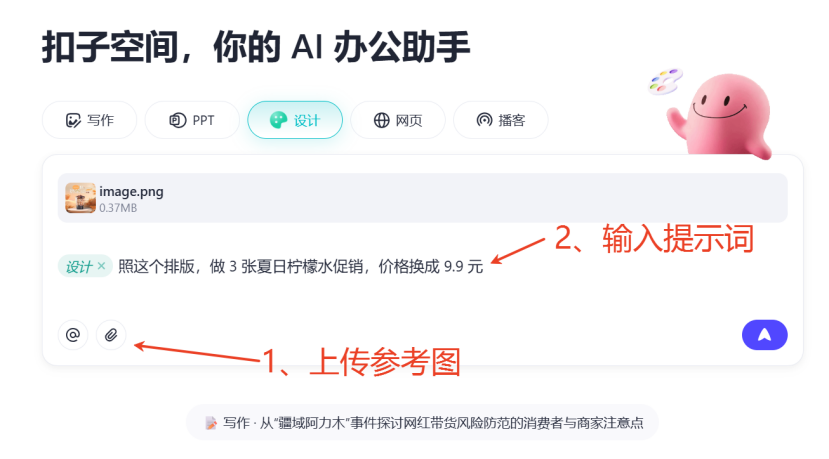 扣子空间，你的 AI 办公助手
写作
PPT
设计
网页
播客
image.png
0.37MB
2、输入提示词
设计 × 照这个排版，做 3 张夏日柠檬水促销，价格换成 9.9 元
1、上传参考图
写作 · 从“疆域阿力木”事件探讨网红带货风险防范的消费者与商家注意点